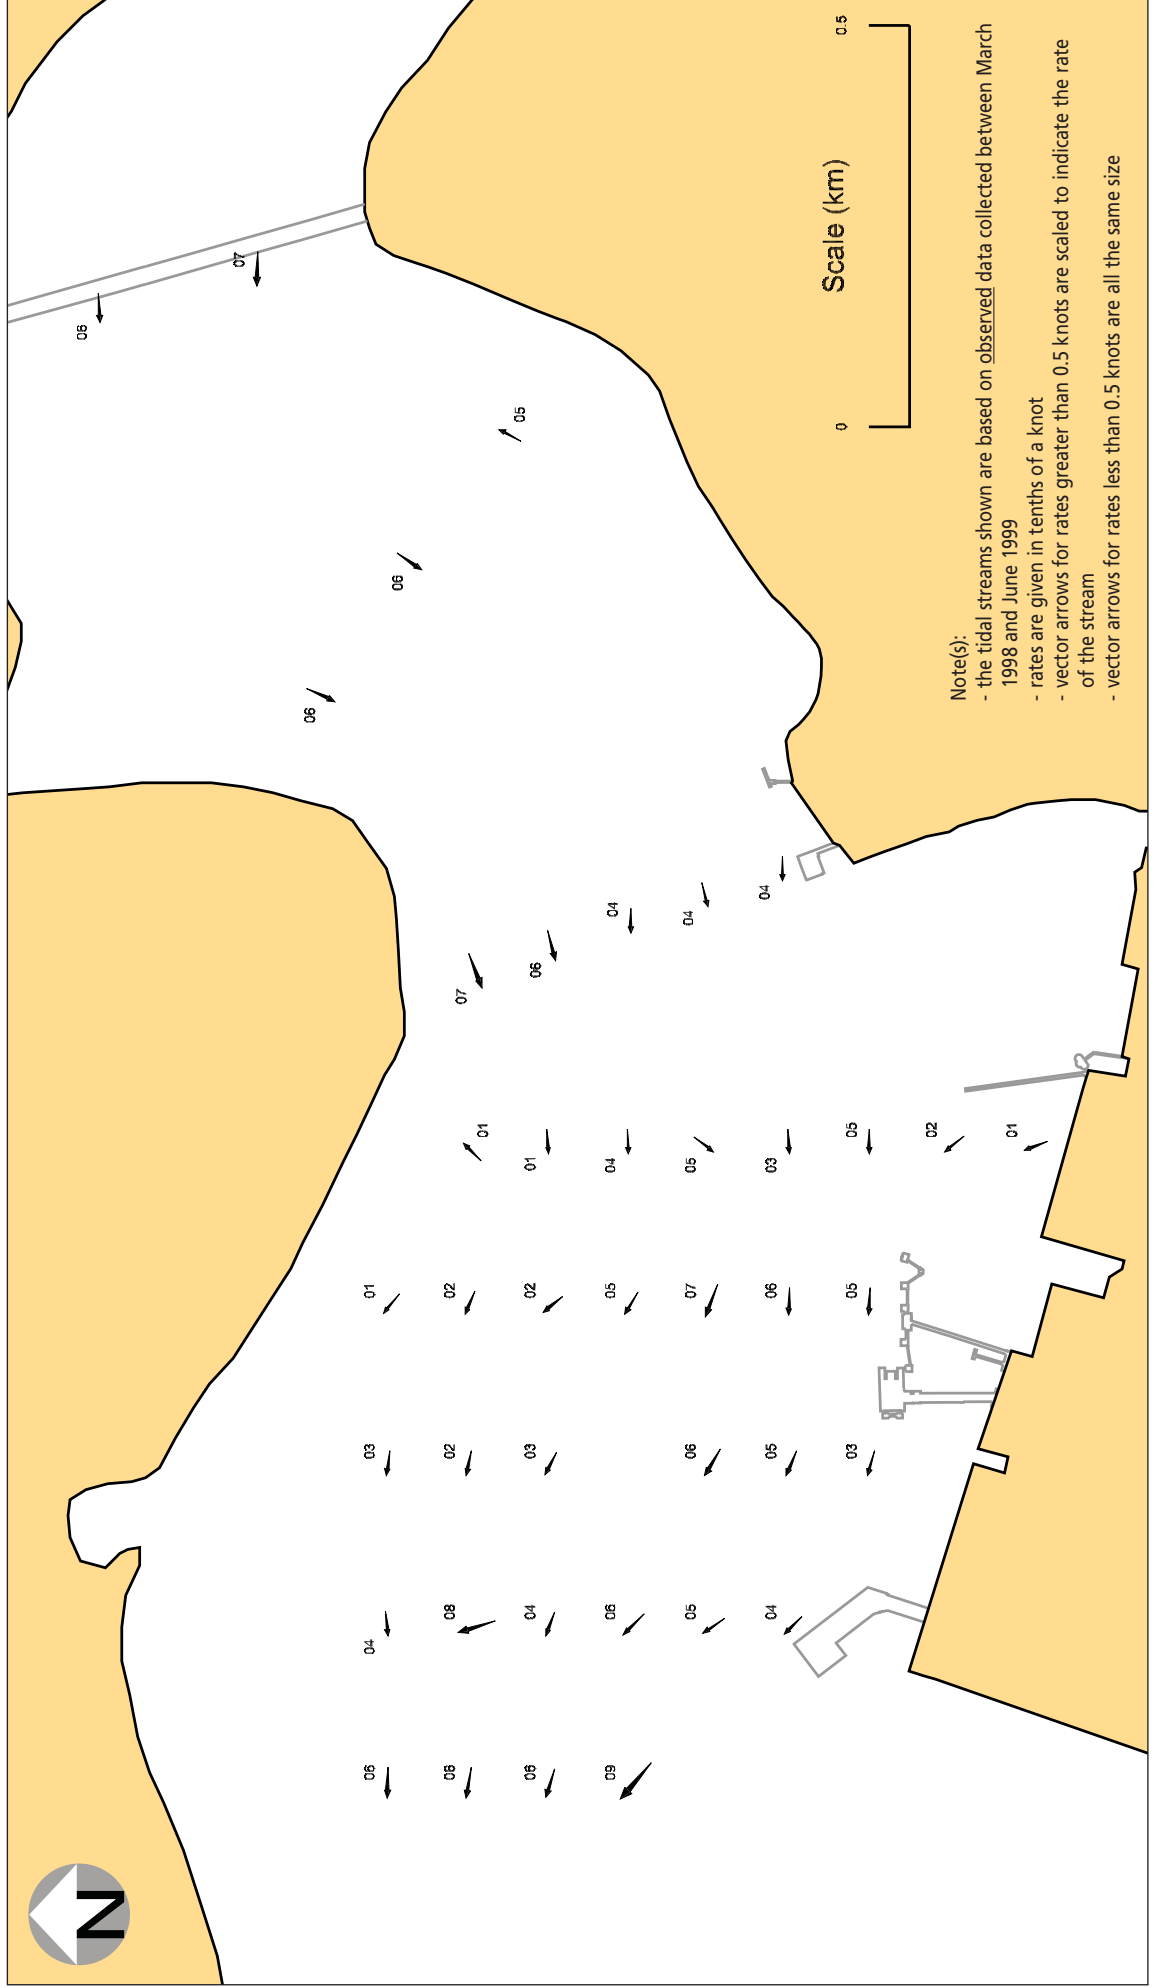 N
06
07
06
06 04 03 01
06
06 08 02 02
07
01
05
06 04 03 02 01 06
09 06 05 04 04
05 06 07 05 04
04 05 06 03 04
Scale (km)
03 05 05
0 0.5
02
01
Note(s):
- the tidal streams shown are based on observed data collected between March
1998 and June 1999
- rates are given in tenths of a knot
- vector arrows for rates greater than 0.5 knots are scaled to indicate the rate
of the stream
- vector arrows for rates less than 0.5 knots are all the same size